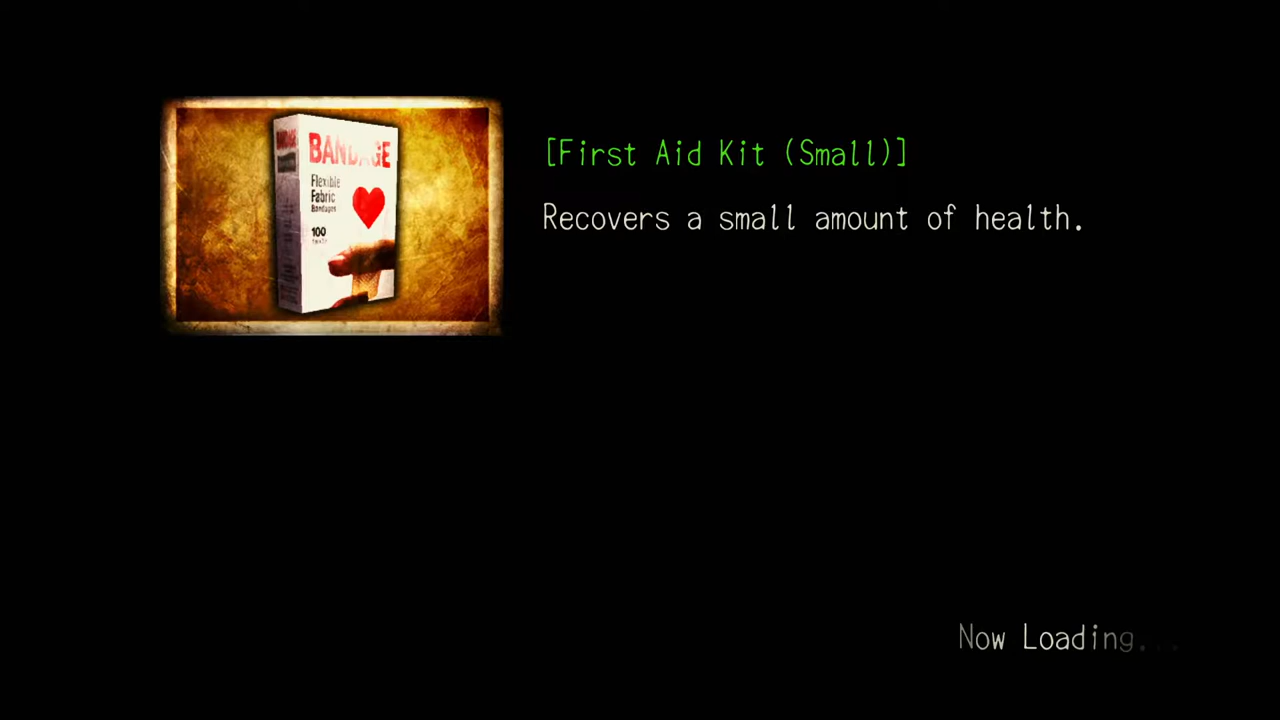 BANDAGE
Flexible
Fabric
Bandages
100
[First Aid Kit (Small)]
Recovers a small amount of health.
Now Loading...